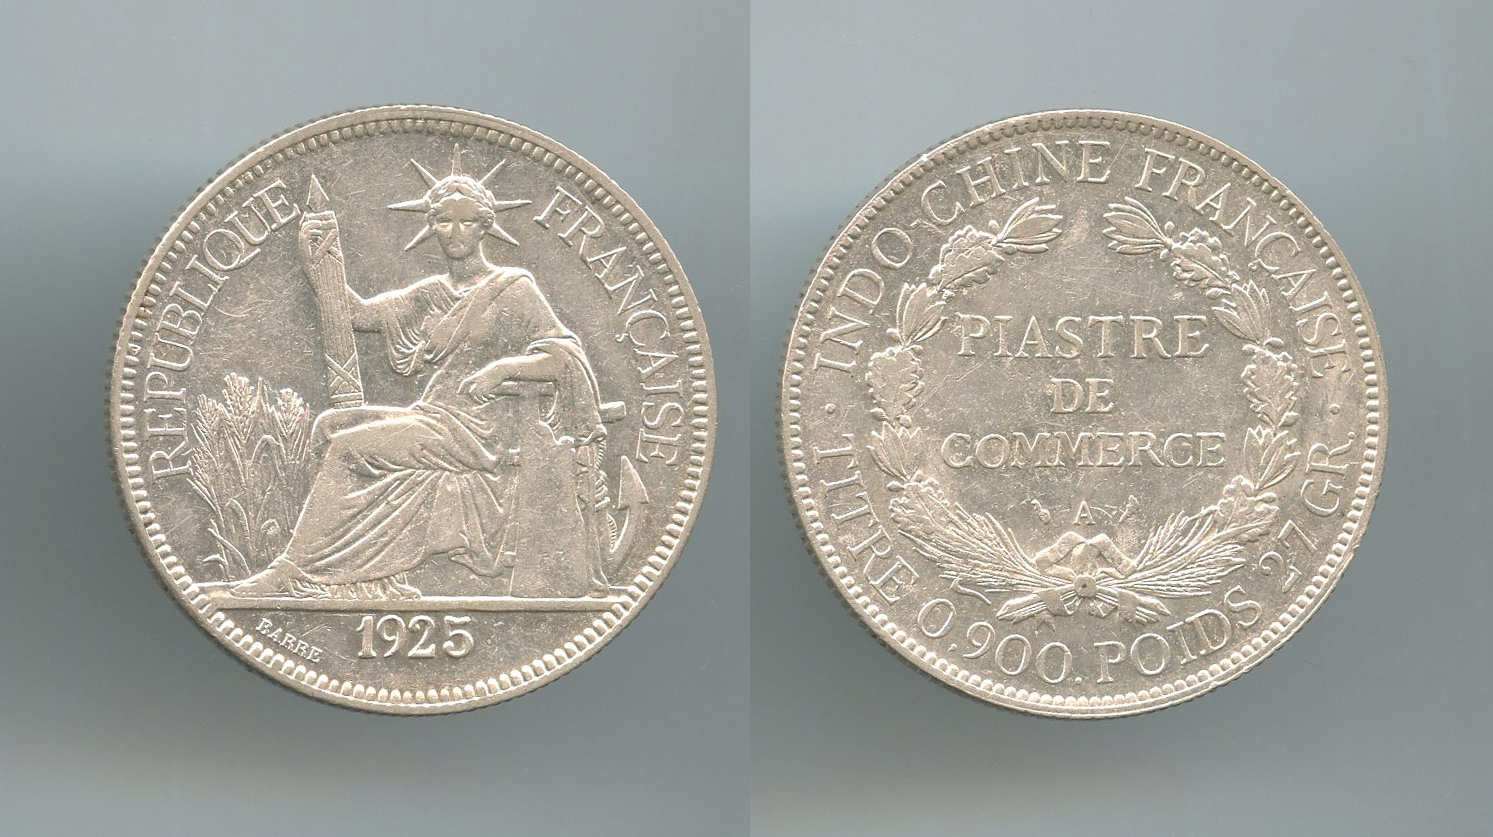 REPUBLIQUE FRANÇAISE
BARRE
1925
INDO-CHINE FRANÇAISE
PIASTRE
DE
COMMERCE
A
· TITRE 0,900. POIDS 27 GR. ·